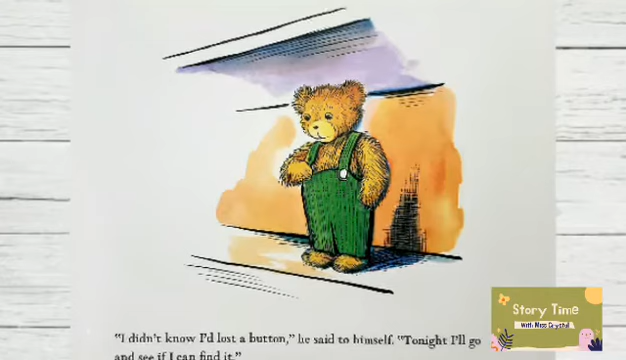 "I didn't know I'd lost a button," he said to himself. "Tonight I'll go
and see if I can find it."
Story Time
With Miss Crystal